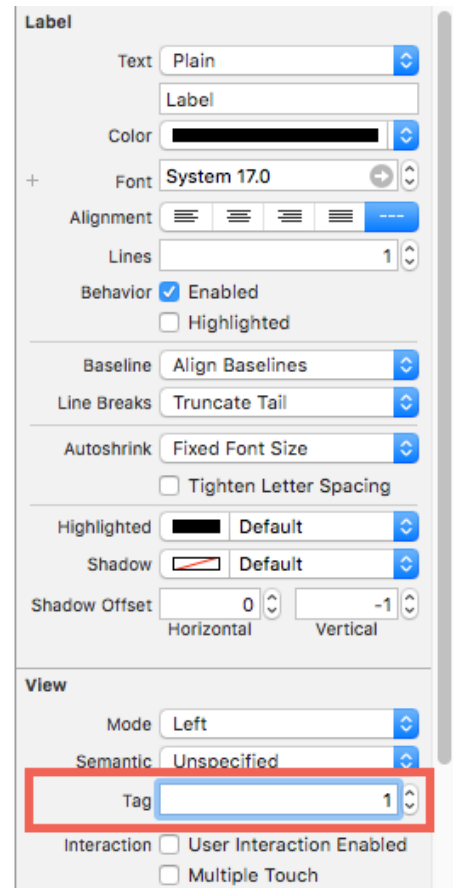 Label
Text Plain
Label
Color
+ Font System 17.0
Alignment ---
Lines 1
Behavior Enabled
Highlighted
Baseline Align Baselines
Line Breaks Truncate Tail
Autoshrink Fixed Font Size
Tighten Letter Spacing
Highlighted Default
Shadow Default
Shadow Offset 0 -1
Horizontal Vertical
View
Mode Left
Semantic Unspecified
Tag 1
Interaction User Interaction Enabled
Multiple Touch